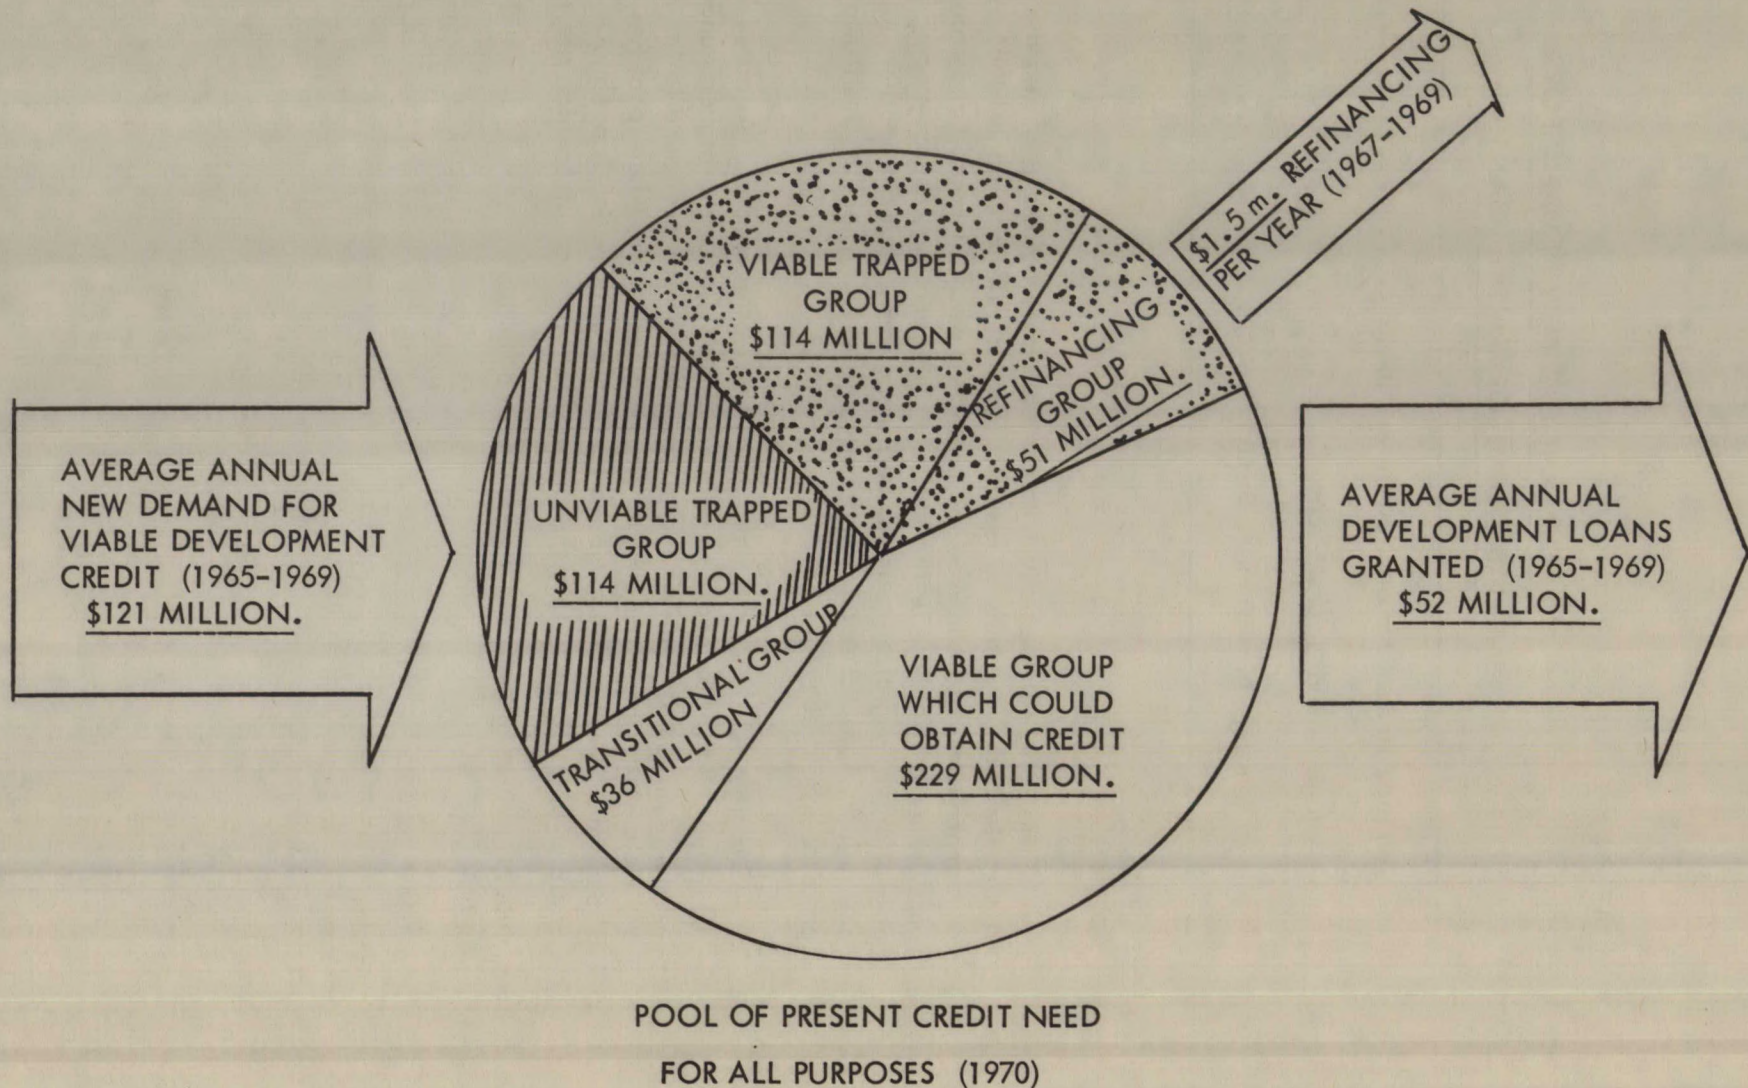 $1.5 m. REFINANCING
PER YEAR (1967-1969)
VIABLE TRAPPED
GROUP
$114 MILLION
REFINANCING
GROUP
$51 MILLION.
AVERAGE ANNUAL
NEW DEMAND FOR
VIABLE DEVELOPMENT
CREDIT (1965-1969)
$121 MILLION.
UNVIABLE TRAPPED
GROUP
$114 MILLION.
TRANSITIONAL GROUP
$36 MILLION
VIABLE GROUP
WHICH COULD
OBTAIN CREDIT
$229 MILLION.
AVERAGE ANNUAL
DEVELOPMENT LOANS
GRANTED (1965-1969)
$52 MILLION.
POOL OF PRESENT CREDIT NEED
FOR ALL PURPOSES (1970)